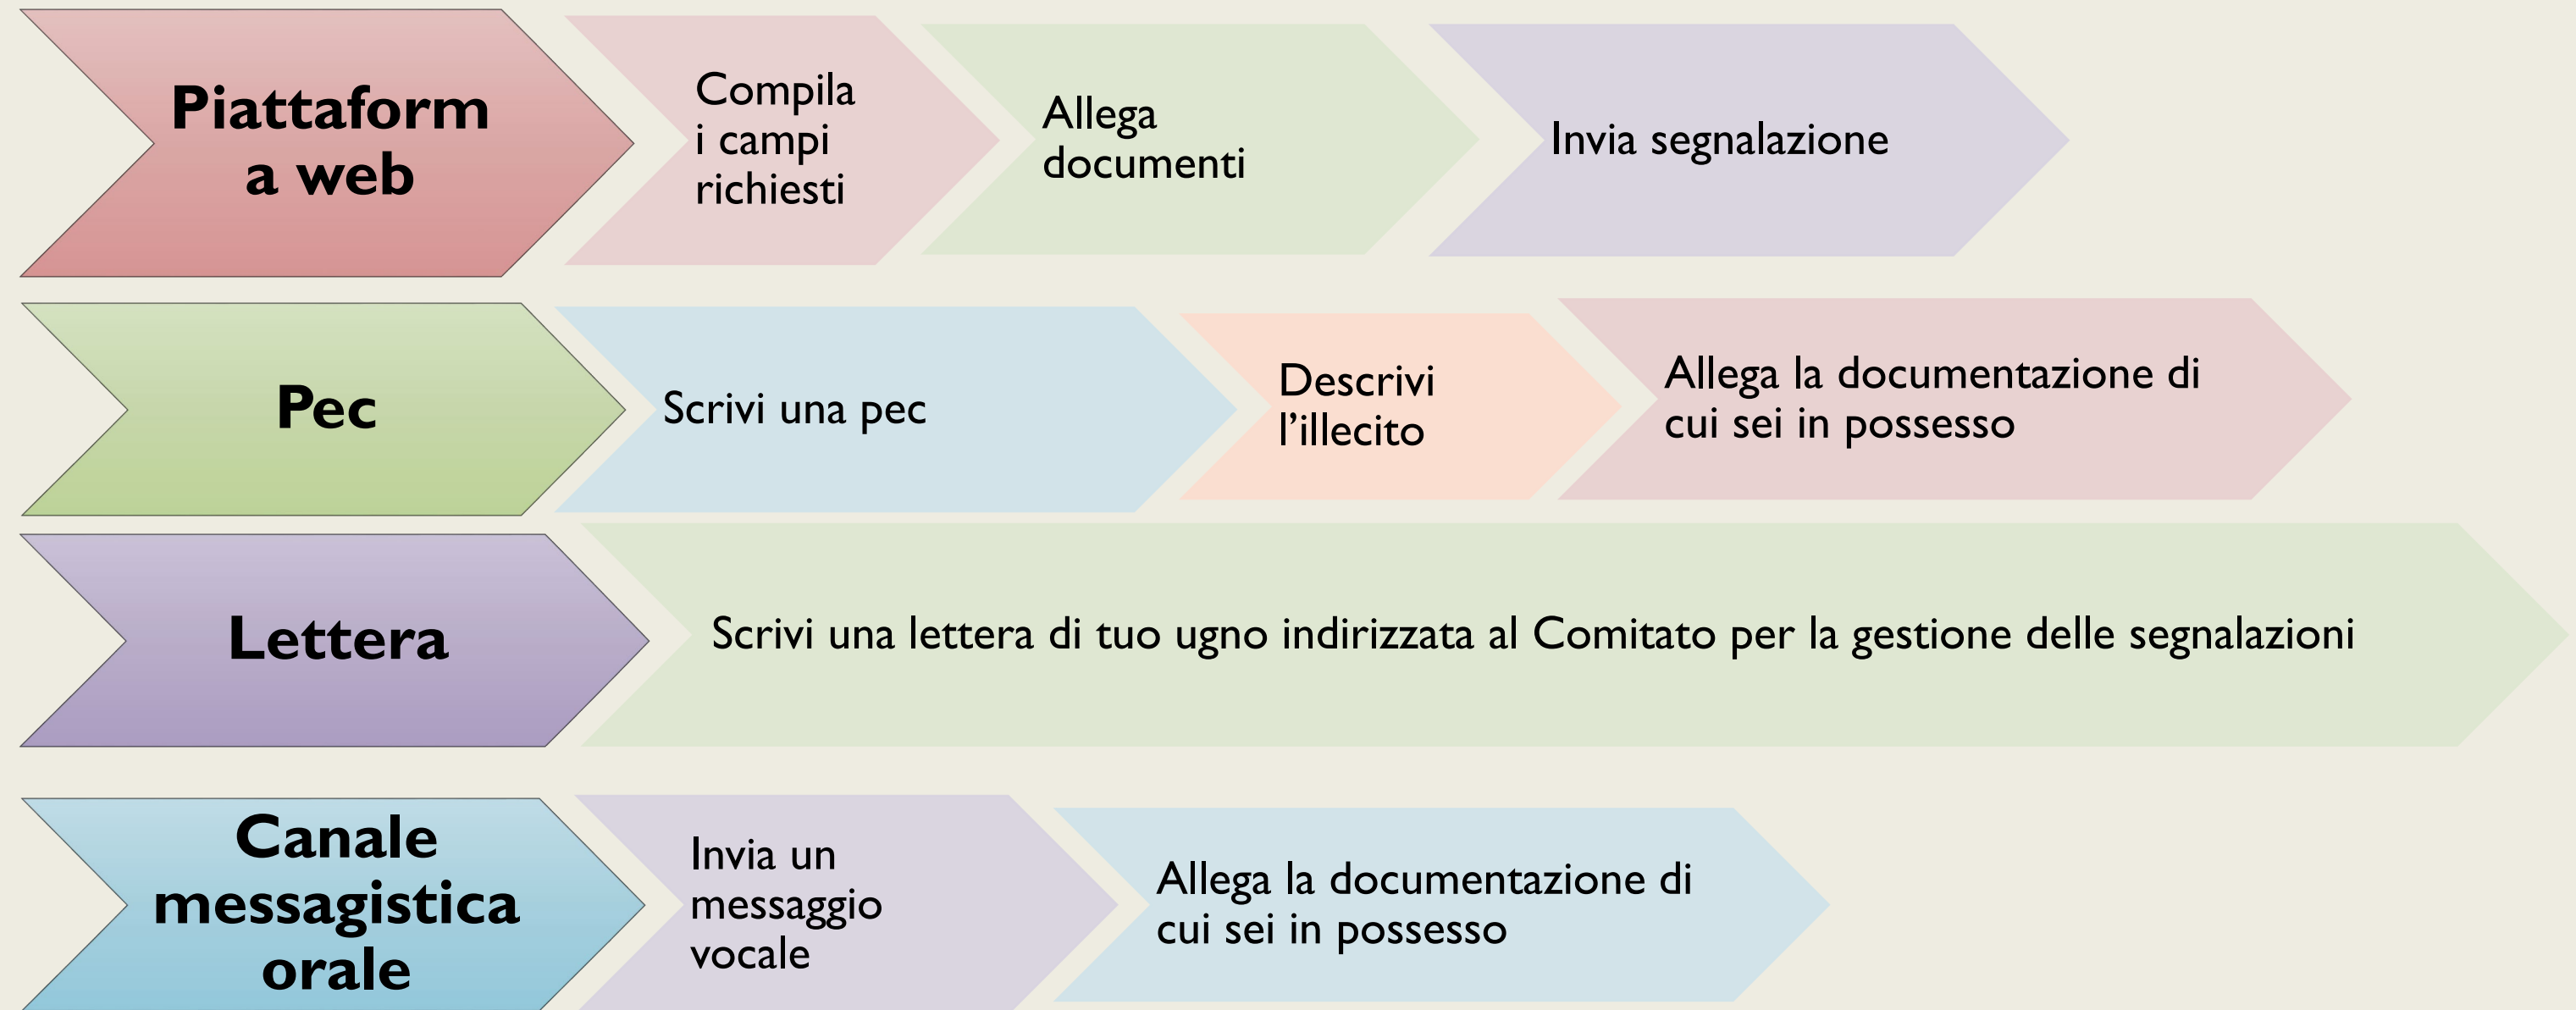 Piattaform
a web
Compila
i campi
richiesti
Allega
documenti
Invia segnalazione
Pec
Scrivi una pec
Descrivi
l’illecito
Allega la documentazione di
cui sei in possesso
Lettera
Scrivi una lettera di tuo ugno indirizzata al Comitato per la gestione delle segnalazioni
Canale
messagistica
orale
Invia un
messaggio
vocale
Allega la documentazione di
cui sei in possesso